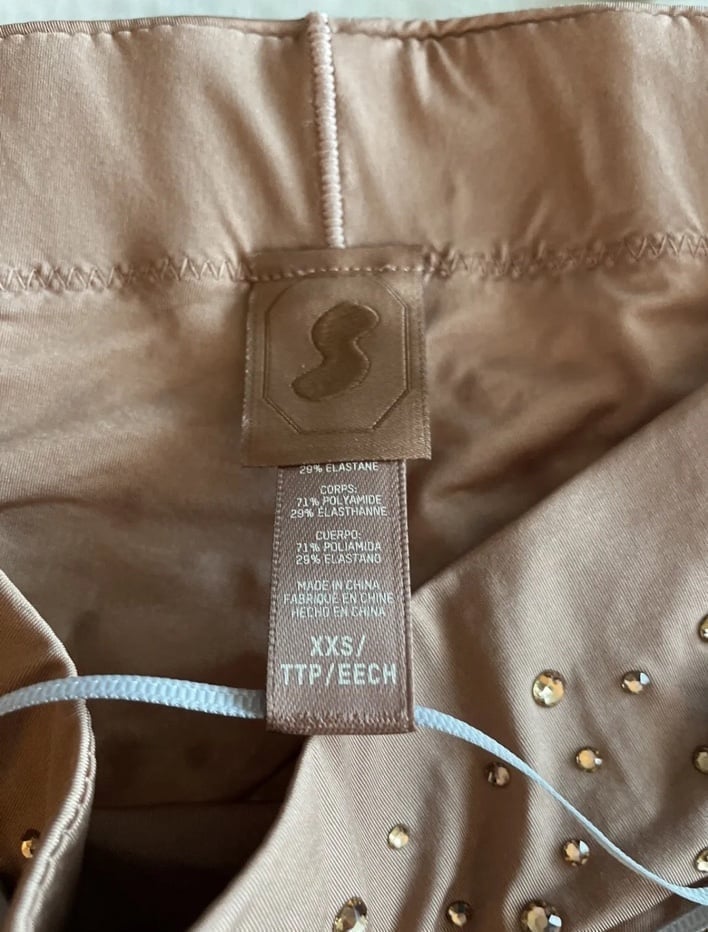 29% ELASTANE
CORPS:
71% POLYAMIDE
29% ÉLASTHANNE
CUERPO:
71% POLIAMIDA
29% ELASTANO
MADE IN CHINA
FABRIQUÉ EN CHINE
HECHO EN CHINA
XXS/
TTP/EECH